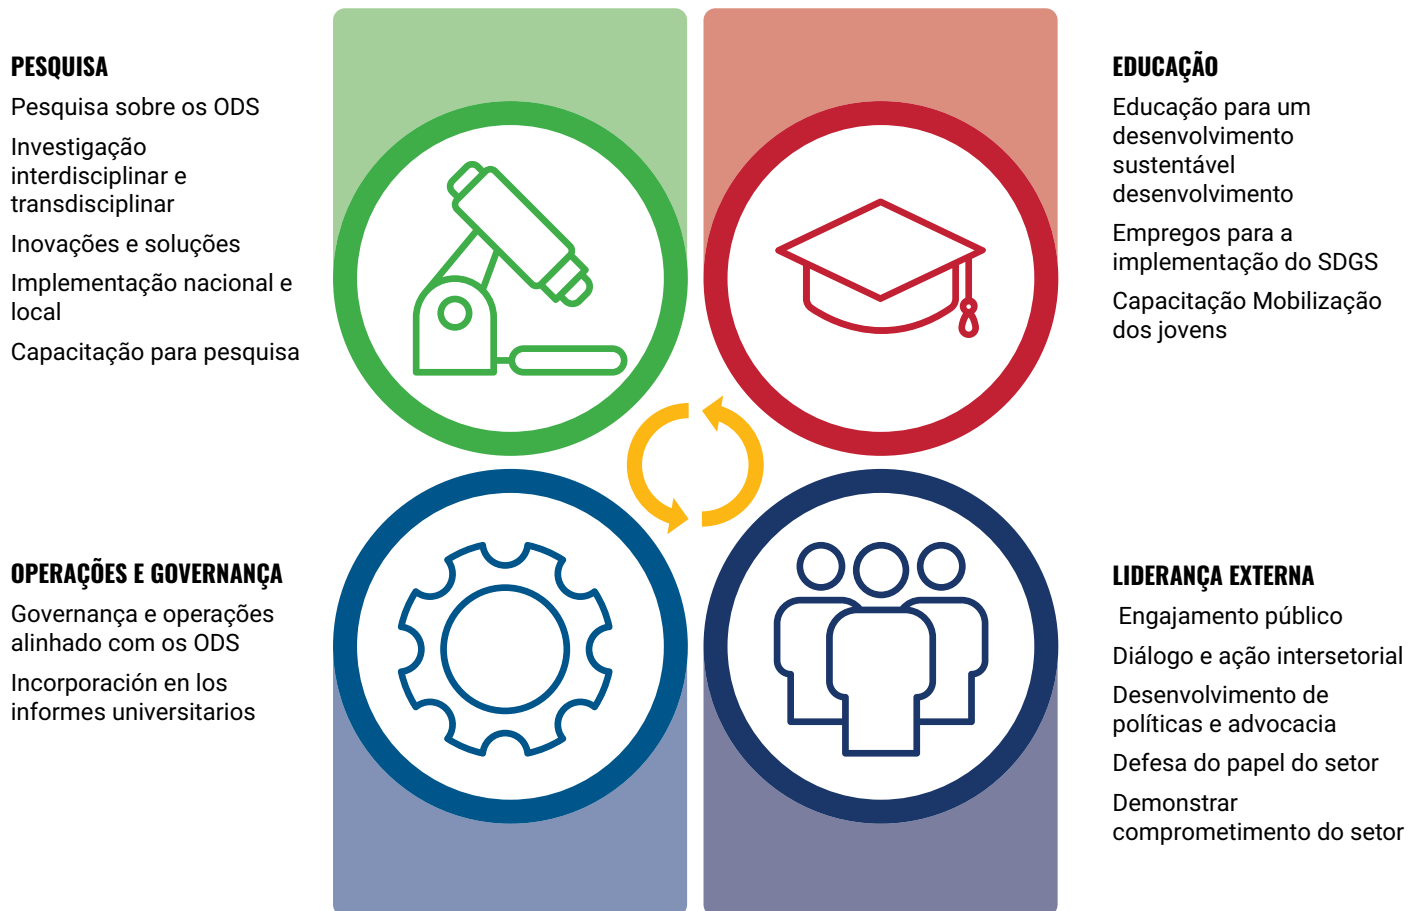 PESQUISA
Pesquisa sobre os ODS
Investigação
interdisciplinar e
transdisciplinar
Inovações e soluções
Implementação nacional e
local
Capacitação para pesquisa
EDUCAÇÃO
Educação para um
desenvolvimento
sustentável
desenvolvimento
Empregos para a
implementação do SDGS
Capacitação Mobilização
dos jovens
OPERAÇÕES E GOVERNANÇA
Governança e operações
alinhado com os ODS
Incorporación en los
informes universitarios
LIDERANÇA EXTERNA
Engajamento público
Diálogo e ação intersetorial
Desenvolvimento de
políticas e advocacia
Defesa do papel do setor
Demonstrar
comprometimento do setor